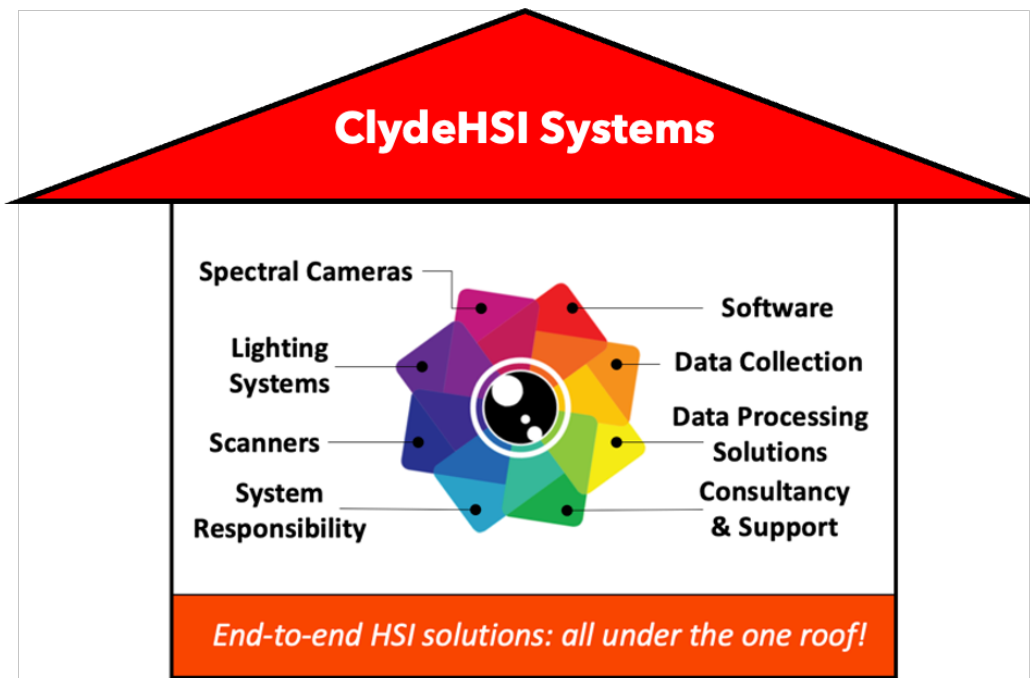 ClydeHSI Systems
Spectral Cameras
Lighting
Systems
Scanners
System
Responsibility
Software
Data Collection
Data Processing
Solutions
Consultancy
& Support
End-to-end HSI solutions: all under the one roof!